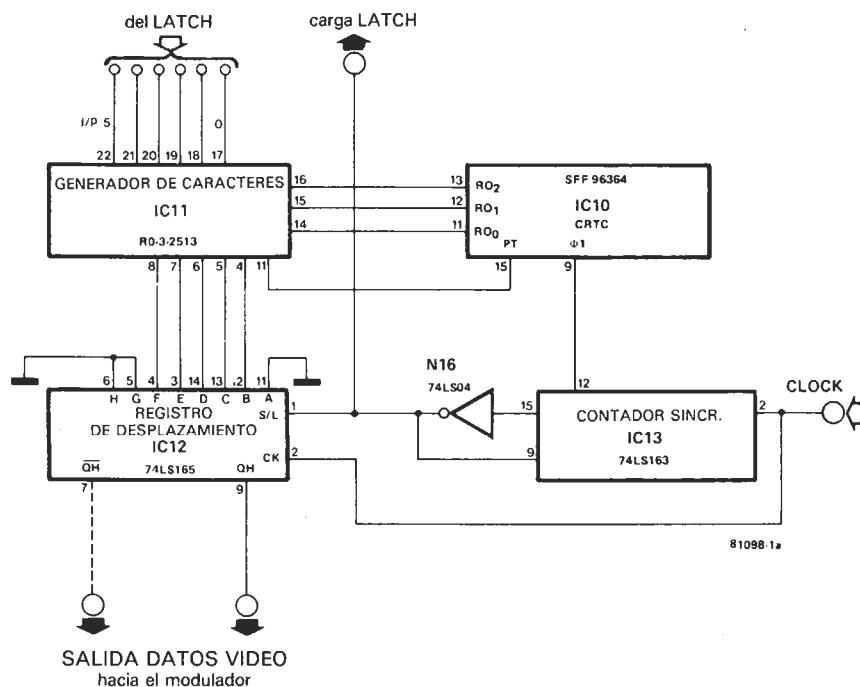 del LATCH
carga LATCH
I/P 5
0
22 21 20 19 18 17
GENERADOR DE CARACTERES
IC11
RO-3-2513
16
15
14
8 7 6 5 4 11
13 RO2
12 RO1
11 RO0
SFF 96364
IC10
CRTC
PT
Φ1
15
9
6 5 4 3 14 13 12 11
H G F E D C B A
REGISTRO
DE DESPLAZAMIENTO
IC12
74LS165
S/L
1
CK
2
QH
QH
7
9
N16
74LS04
15
9
12
CONTADOR SINCR.
IC13
74LS163
2
CLOCK
81098-1a
SALIDA DATOS VIDEO
hacia el modulador